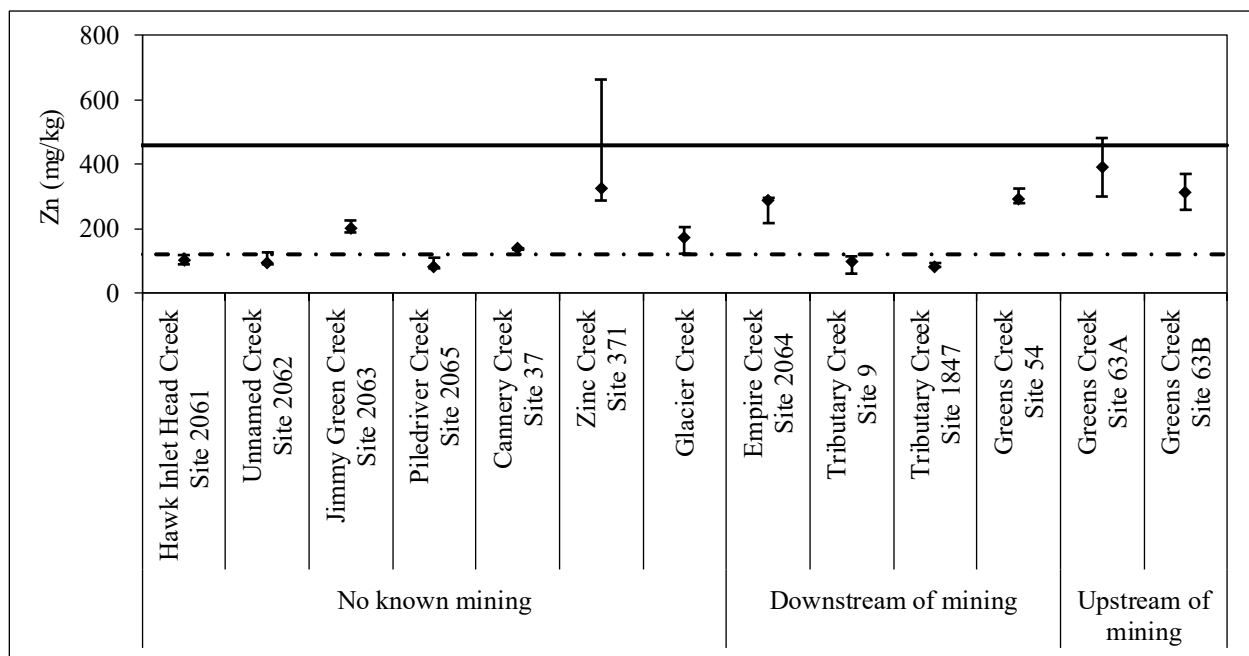 800
600
400
200
0
Zn (mg/kg)
Hawk Inlet Head Creek
Site 2061
Unnamed Creek
Site 2062
Jimmy Green Creek
Site 2063
Piledriver Creek
Site 2065
Cannery Creek
Site 37
Zinc Creek
Site 371
Glacier Creek
Empire Creek
Site 2064
Tributary Creek
Site 9
Tributary Creek
Site 1847
Greens Creek
Site 54
Greens Creek
Site 63A
Greens Creek
Site 63B
No known mining
Downstream of mining
Upstream of
mining